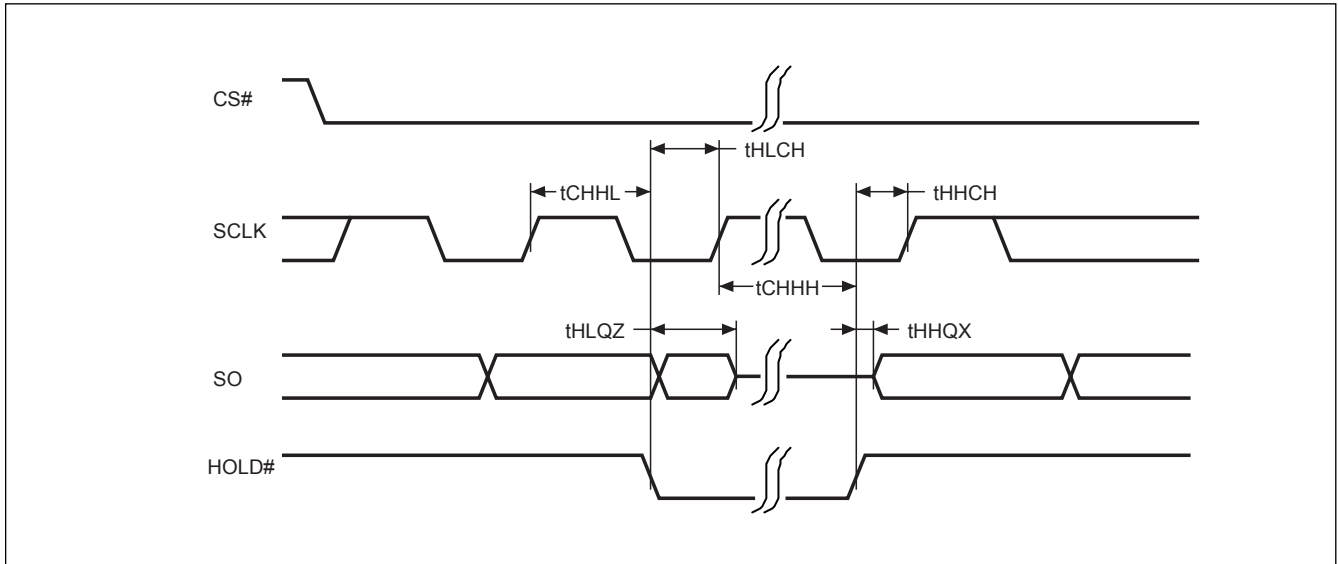 CS#
tHLCH
tCHHL
tHHCH
SCLK
tCHHH
tHLQZ
tHHQX
SO
HOLD#